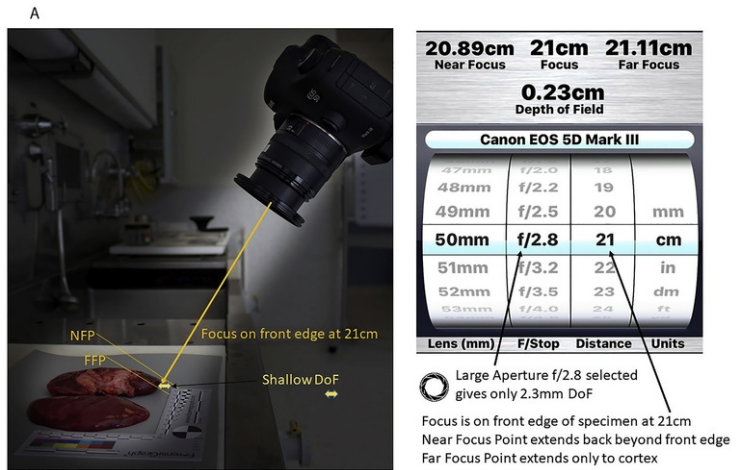 A
20.89cm 21cm 21.11cm
Near Focus Focus Far Focus
0.23cm
Depth of Field
Canon EOS 5D Mark III
47mm f/2.0 18
48mm f/2.2 19
49mm f/2.5 20 mm
50mm f/2.8 21 cm
51mm f/3.2 22 in
52mm f/3.5 23 dm
53mm f/4.0 24 ft
Lens (mm) F/Stop Distance Units
NFP
FFP
Focus on front edge at 21cm
Shallow DoF
Large Aperture f/2.8 selected
gives only 2.3mm DoF
Focus is on front edge of specimen at 21cm
Near Focus Point extends back beyond front edge
Far Focus Point extends only to cortex